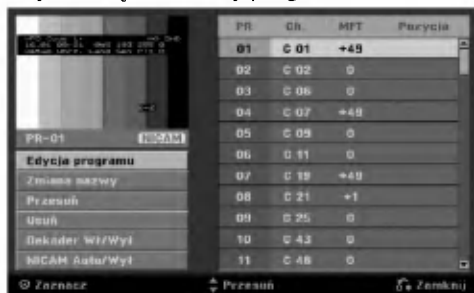 PR Ch. MFT Pozycja
01 C 01 +49
02 C 02 0
03 C 06 0
04 C 07 +49
05 C 09 0
06 C 11 0
07 C 19 +49
08 C 21 +1
09 C 25 0
10 C 43 0
11 C 46 0
PR-01 NICAM
Edycja programu
Zmiana nazwy
Przesuń
Usuń
Dekoder Wł/Wył
NICAM Auto/Wył
Zaznacz Przesuń Zamknij